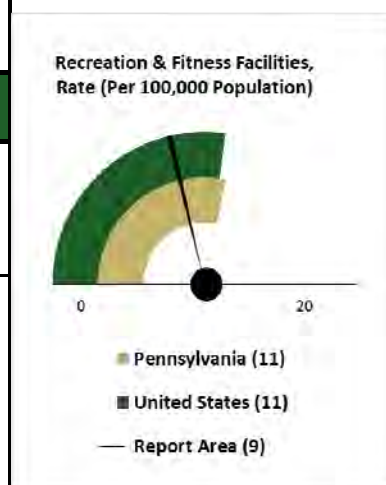 Recreation & Fitness Facilities,
Rate (Per 100,000 Population)
0 20
Pennsylvania (11)
United States (11)
Report Area (9)